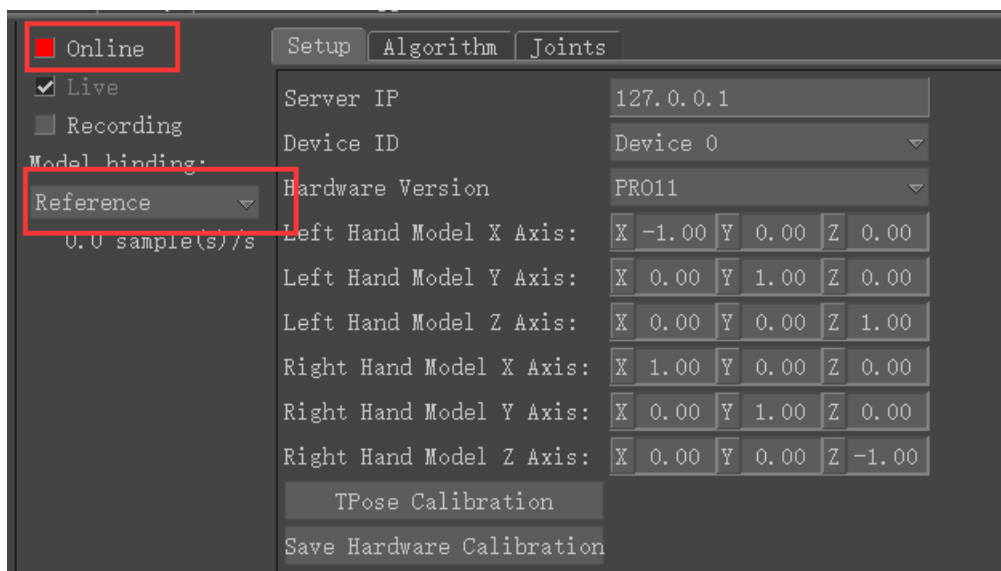 Online
Live
Recording
Model binding:
Reference
0.0 sample(s)/s
Setup Algorithm Joints
Server IP 127.0.0.1
Device ID Device 0
Hardware Version PRO11
Left Hand Model X Axis: X -1.00 Y 0.00 Z 0.00
Left Hand Model Y Axis: X 0.00 Y 1.00 Z 0.00
Left Hand Model Z Axis: X 0.00 Y 0.00 Z 1.00
Right Hand Model X Axis: X 1.00 Y 0.00 Z 0.00
Right Hand Model Y Axis: X 0.00 Y 1.00 Z 0.00
Right Hand Model Z Axis: X 0.00 Y 0.00 Z -1.00
TPose Calibration
Save Hardware Calibration